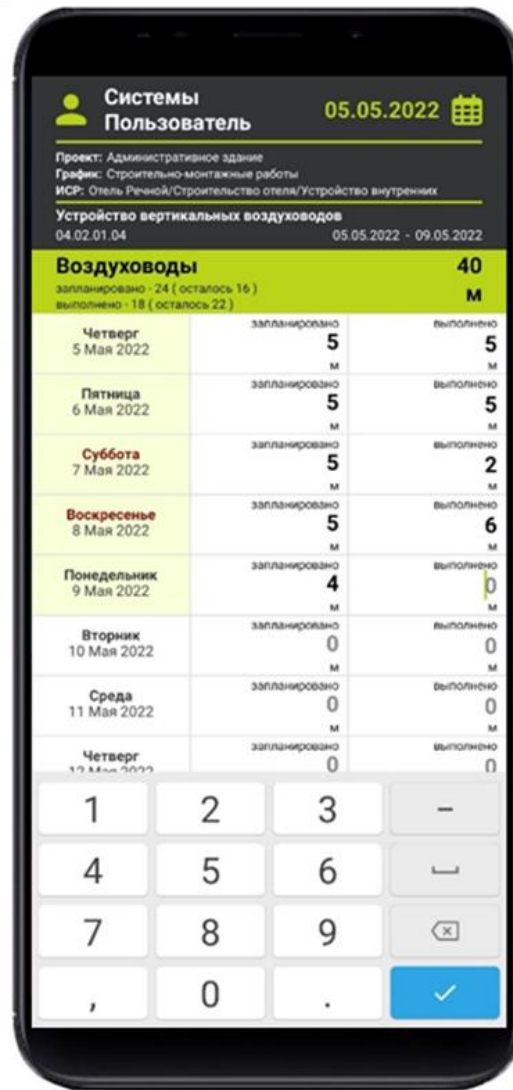 Системы
Пользователь
05.05.2022
Проект: Административное здание
График: Строительно-монтажные работы
ИСР: Отель Речной/Строительство отеля/Устройство внутренних
Устройство вертикальных воздуховодов
04.02.01.04 05.05.2022 - 09.05.2022
Воздуховоды 40
запланировано - 24 ( осталось 16 ) м
выполнено - 18 ( осталось 22 )
запланировано выполнено
Четверг 5 5
5 Мая 2022 м м
запланировано выполнено
Пятница 5 5
6 Мая 2022 м м
запланировано выполнено
Суббота 5 2
7 Мая 2022 м м
запланировано выполнено
Воскресенье 5 6
8 Мая 2022 м м
запланировано выполнено
Понедельник 4 0
9 Мая 2022 м м
запланировано выполнено
Вторник 0 0
10 Мая 2022 м м
запланировано выполнено
Среда 0 0
11 Мая 2022 м м
запланировано выполнено
Четверг 0 0
12 Мая 2022
1 2 3 -
4 5 6
7 8 9
, 0 .